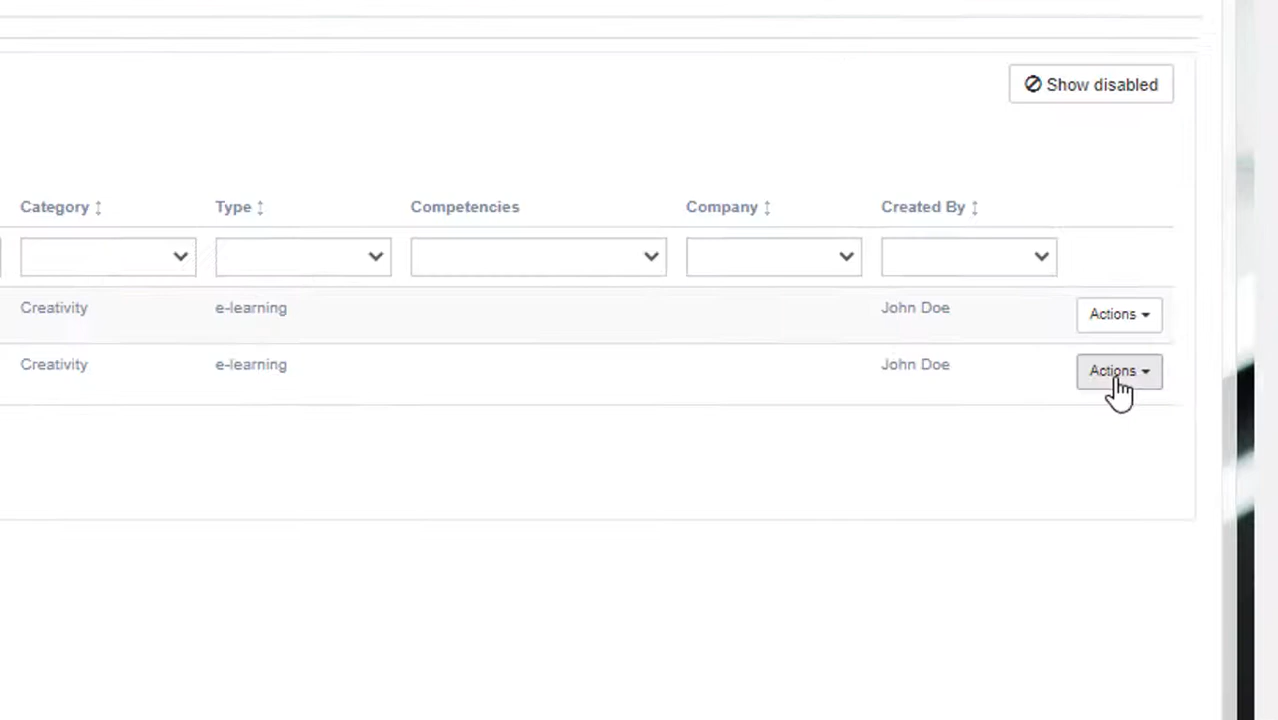 Show disabled
Category Type Competencies Company Created By
Creativity e-learning John Doe Actions
Creativity e-learning John Doe Actions